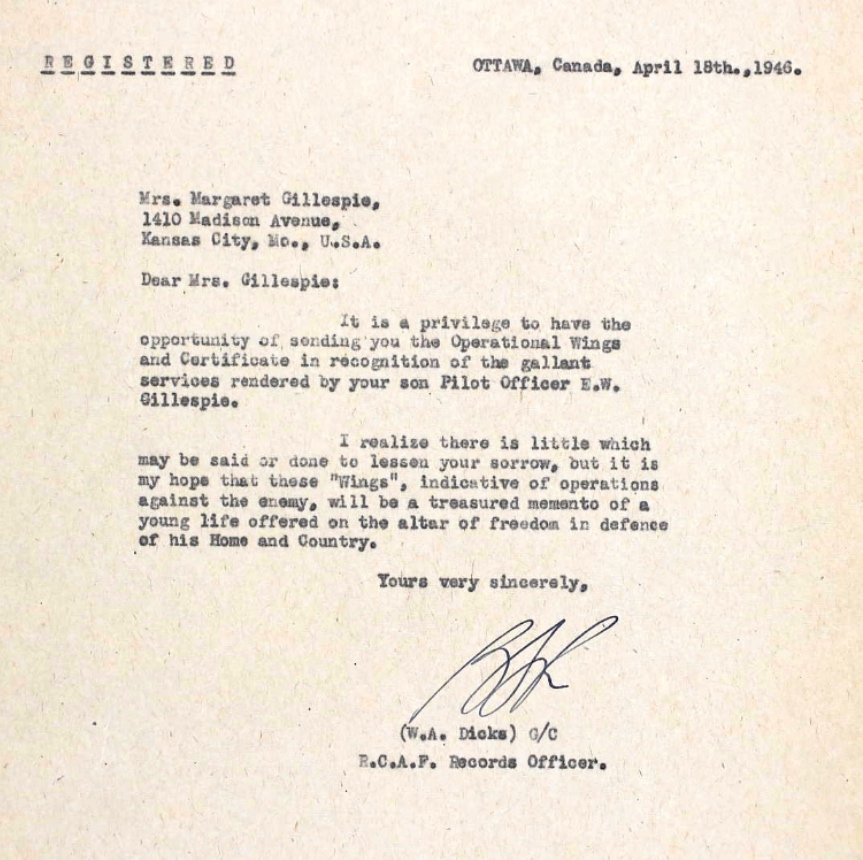 REGISTERED
OTTAWA, Canada, April 18th.,1946.
Mrs. Margaret Gillespie,
1410 Madison Avenue,
Kansas City, Mo., U.S.A.
Dear Mrs. Gillespie:
It is a privilege to have the
opportunity of sending you the Operational Wings
and Certificate in recognition of the gallant
services rendered by your son Pilot Officer E.W.
Gillespie.
I realize there is little which
may be said or done to lessen your sorrow, but it is
my hope that these "Wings", indicative of operations
against the enemy, will be a treasured memento of a
young life offered on the altar of freedom in defence
of his Home and Country.
Yours very sincerely,
(W.A. Dicks) G/C
R.C.A.F. Records Officer.